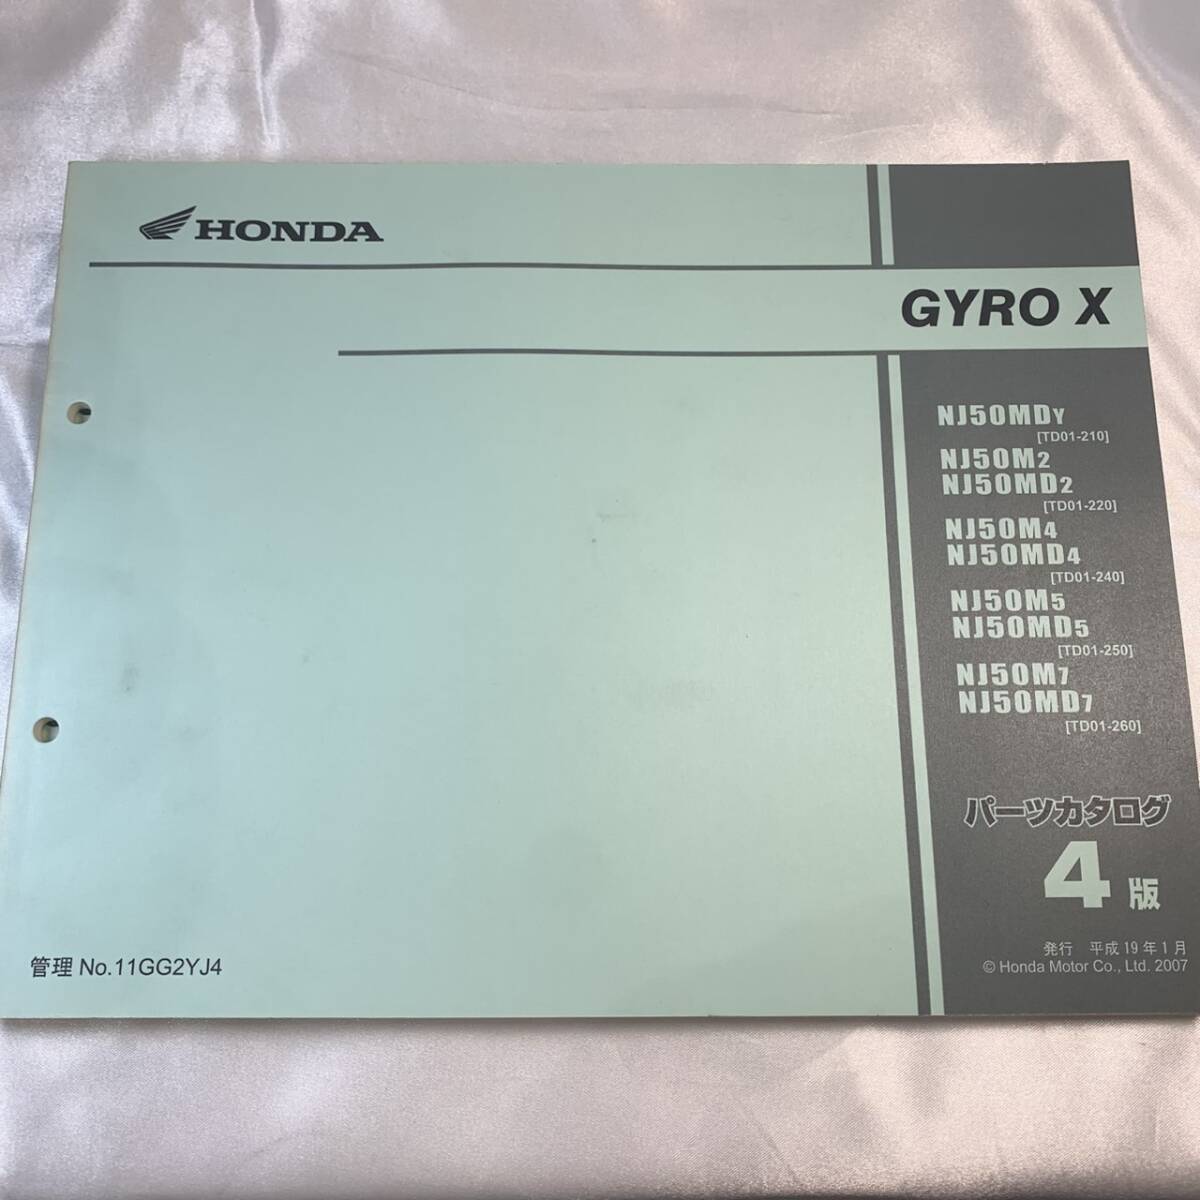 HONDA
GYRO X
NJ50MDY
[TD01-210]
NJ50M2
NJ50MD2
[TD01-220]
NJ50M4
NJ50MD4
[TD01-240]
NJ50M5
NJ50MD5
[TD01-250]
NJ50M7
NJ50MD7
[TD01-260]
パーツカタログ
4版
発行 平成19年1月
© Honda Motor Co., Ltd. 2007
管理 No.11GG2YJ4